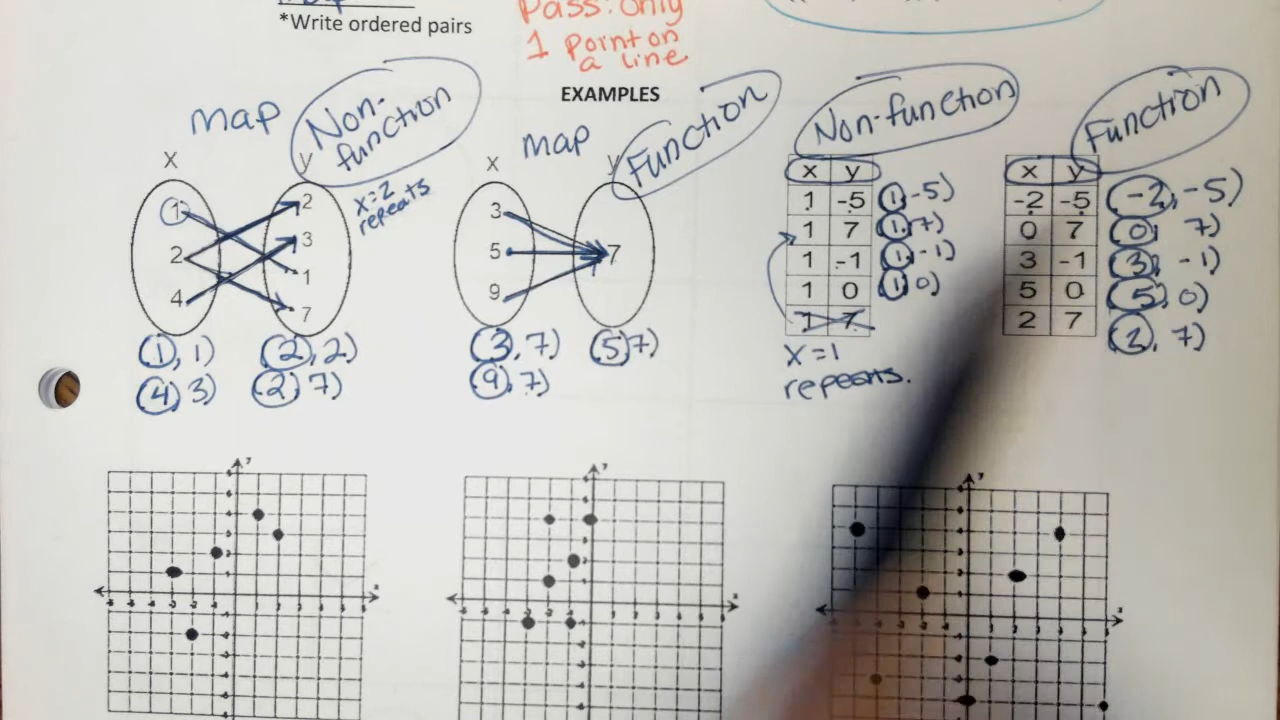 *Write ordered pairs
Pass: only
1 point on
a line
EXAMPLES
map
Non-
function
x y
1 2
2 3
4 1
7
x=2
repeats
(1, 1) (2, 2)
(4, 3) (2, 7)
map
Function
x y
3
5 7
9
(3, 7) (5, 7)
(9, 7)
Non-function
x y
1 -5 (1, -5)
1 7 (1, 7)
1 -1 (1, -1)
1 0 (1, 0)
1 7
x=1
repeats.
Function
x y
-2 -5 (-2, -5)
0 7 (0, 7)
3 -1 (3, -1)
5 0 (5, 0)
2 7 (2, 7)
y
x
y
x
y
x